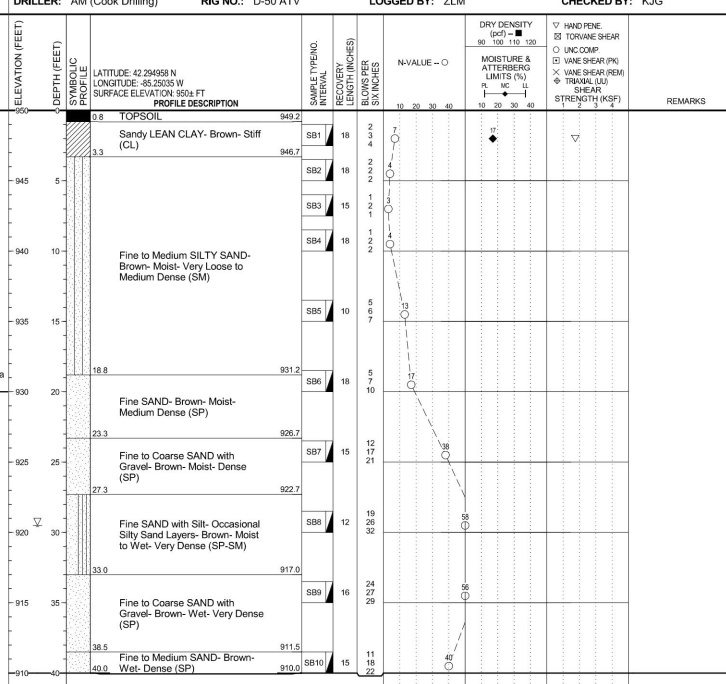 DRILLER: AM (Cook Drilling) RIG NO.: D-50 ATV LOGGED BY: ZLM CHECKED BY: KJG
ELEVATION (FEET)
DEPTH (FEET)
SYMBOLIC PROFILE
LATITUDE: 42.294958 N
LONGITUDE: -85.25035 W
SURFACE ELEVATION: 950± FT
PROFILE DESCRIPTION
SAMPLE TYPE/NO. INTERVAL
RECOVERY LENGTH (INCHES)
BLOWS PER SIX INCHES
N-VALUE -- O
10 20 30 40
DRY DENSITY
(pcf) -- ■
90 100 110 120
MOISTURE &
ATTERBERG
LIMITS (%)
PL MC LL
10 20 30 40
▽ HAND PENE.
⊠ TORVANE SHEAR
○ UNC.COMP.
VANE SHEAR (PK)
× VANE SHEAR (REM)
TRIAXIAL (UU)
SHEAR
STRENGTH (KSF)
1 2 3 4
REMARKS
950 0
0.8 TOPSOIL 949.2
Sandy LEAN CLAY- Brown- Stiff
(CL)
SB1 18 2 3 4 7 17
3.3 946.7
SB2 18 2 2 2 4
945 5
SB3 15 1 2 1 3
SB4 18 1 2 2 4
940 10
Fine to Medium SILTY SAND-
Brown- Moist- Very Loose to
Medium Dense (SM)
SB5 10 5 6 7 13
935 15
18.8 931.2
a
SB6 18 5 7 10 17
930 20
Fine SAND- Brown- Moist-
Medium Dense (SP)
23.3 926.7
SB7 15 12 17 21 38
925 25
Fine to Coarse SAND with
Gravel- Brown- Moist- Dense
(SP)
27.3 922.7
SB8 12 19 26 32 58
920 30
Fine SAND with Silt- Occasional
Silty Sand Layers- Brown- Moist
to Wet- Very Dense (SP-SM)
33.0 917.0
SB9 16 24 27 29 56
915 35
Fine to Coarse SAND with
Gravel- Brown- Wet- Very Dense
(SP)
38.5 911.5
Fine to Medium SAND- Brown-
Wet- Dense (SP)
SB10 15 11 18 22 40
40.0 910.0
910 40